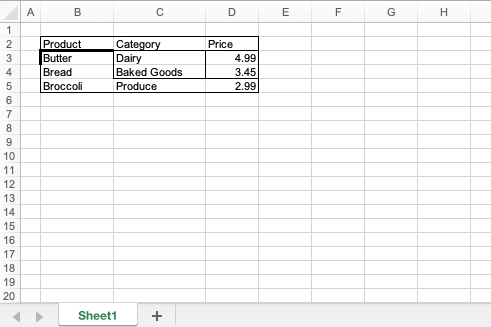 A B C D E F G H
1
2 Product Category Price
3 Butter Dairy 4.99
4 Bread Baked Goods 3.45
5 Broccoli Produce 2.99
6
7
8
9
10
11
12
13
14
15
16
17
18
19
20
Sheet1 +